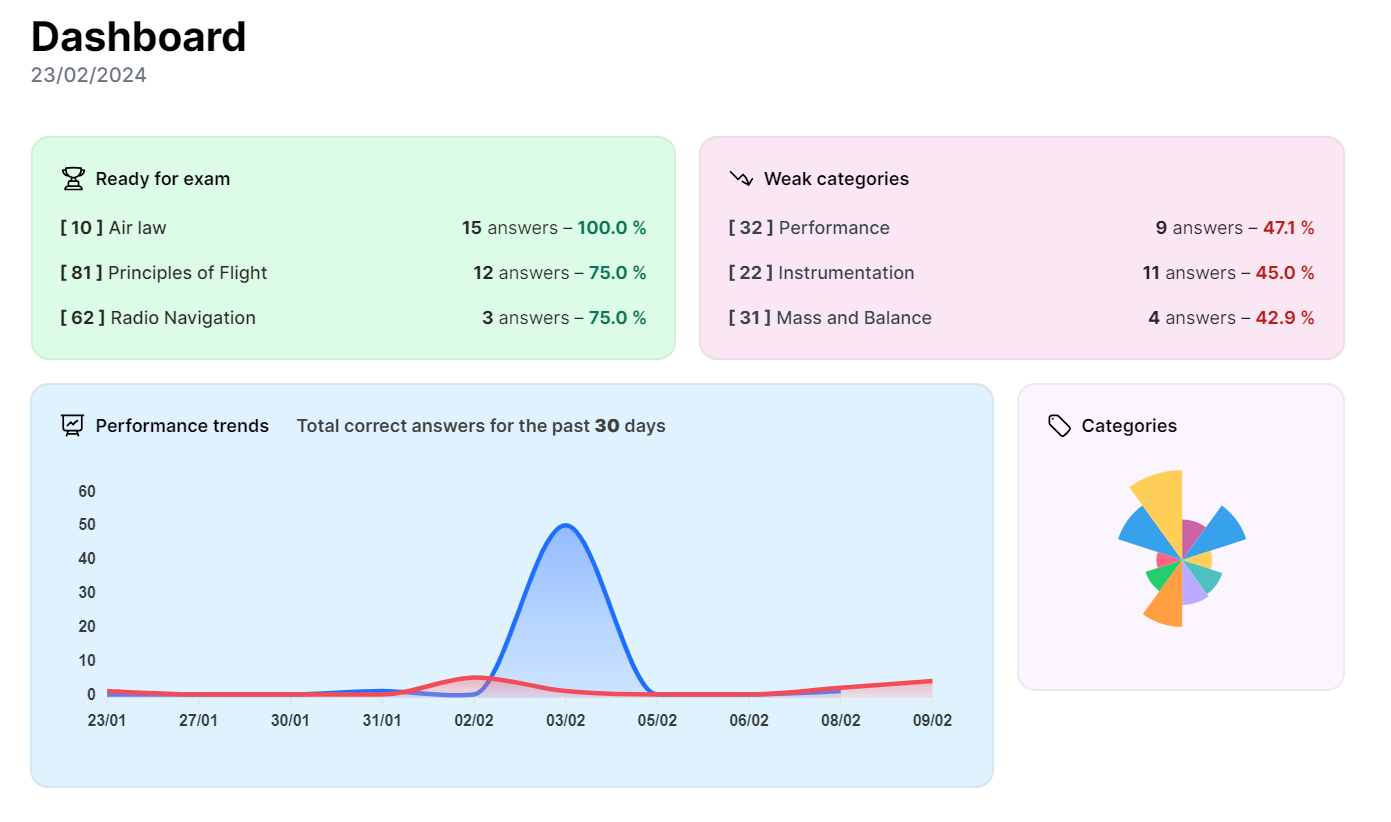 Dashboard
23/02/2024
Ready for exam
[ 10 ] Air law 15 answers – 100.0 %
[ 81 ] Principles of Flight 12 answers – 75.0 %
[ 62 ] Radio Navigation 3 answers – 75.0 %
Weak categories
[ 32 ] Performance 9 answers – 47.1 %
[ 22 ] Instrumentation 11 answers – 45.0 %
[ 31 ] Mass and Balance 4 answers – 42.9 %
Performance trends Total correct answers for the past 30 days
60
50
40
30
20
10
0
23/01 27/01 30/01 31/01 02/02 03/02 05/02 06/02 08/02 09/02
Categories